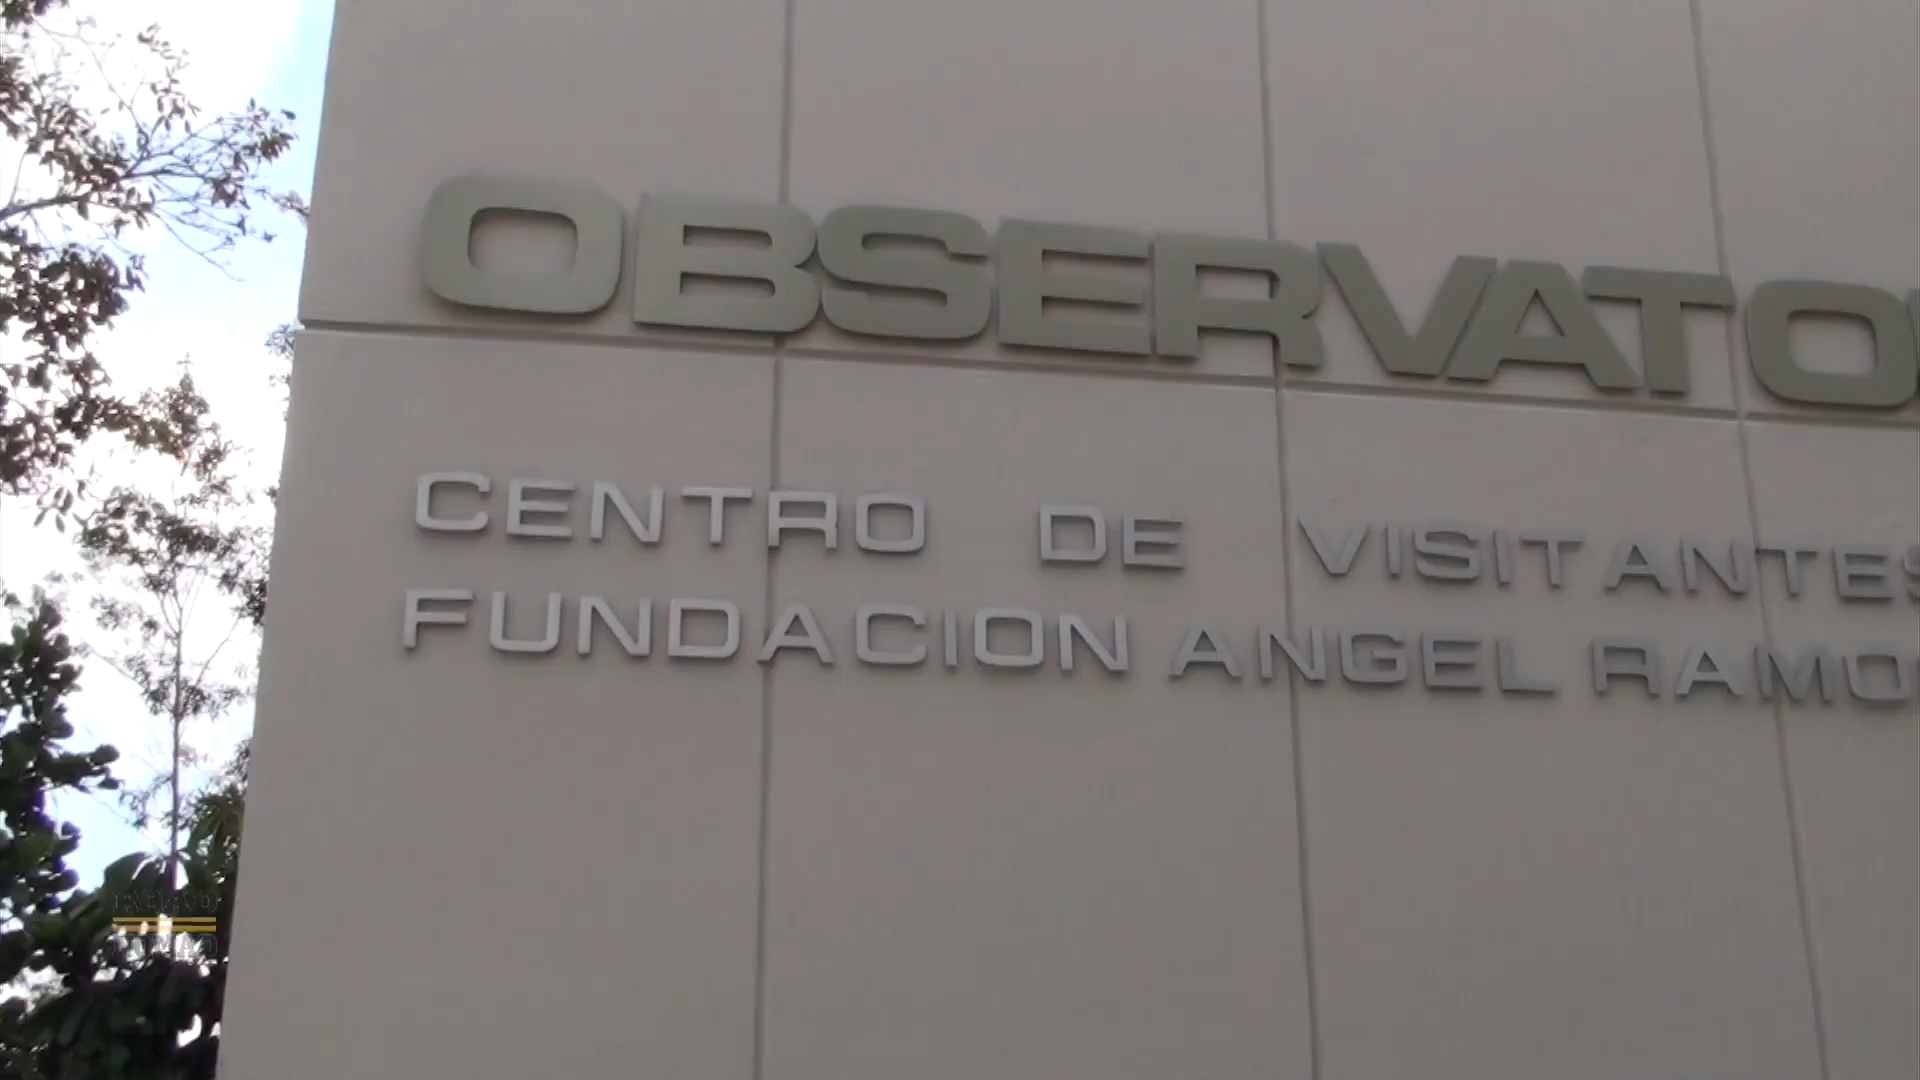 OBSERVATO
CENTRO DE VISITANTES
FUNDACION ANGEL RAMO